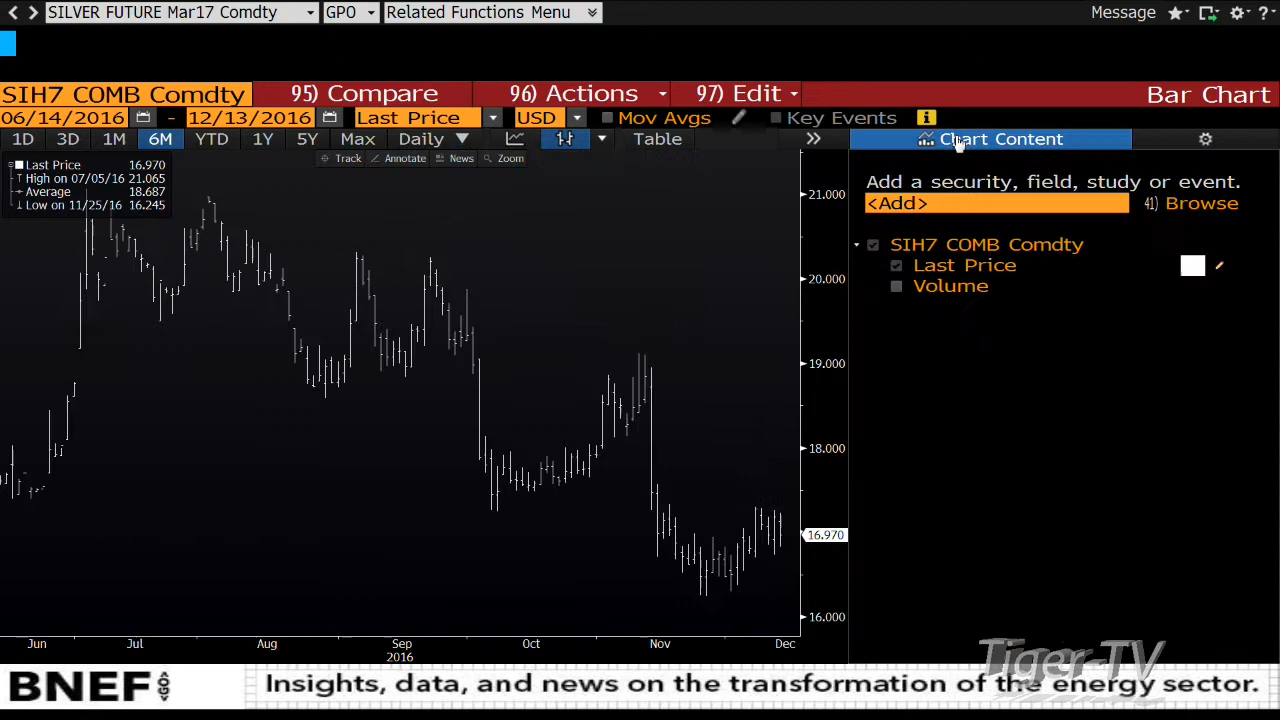 SILVER FUTURE Mar17 Comdty GPO Related Functions Menu Message ?
SIH7 COMB Comdty 95) Compare 96) Actions 97) Edit Bar Chart
06/14/2016 - 12/13/2016 Last Price USD Mov Avgs Key Events i
1D 3D 1M 6M YTD 1Y 5Y Max Daily Table Chart Content
Track Annotate News Zoom
Last Price 16.970
High on 07/05/16 21.065
Average 18.687
Low on 11/25/16 16.245
Add a security, field, study or event.
<Add> 41) Browse
SIH7 COMB Comdty
Last Price
Volume
21.000
20.000
19.000
18.000
16.970
16.000
Jun Jul Aug Sep Oct Nov Dec
2016
Tiger-TV
BNEF
Insights, data, and news on the transformation of the energy sector.